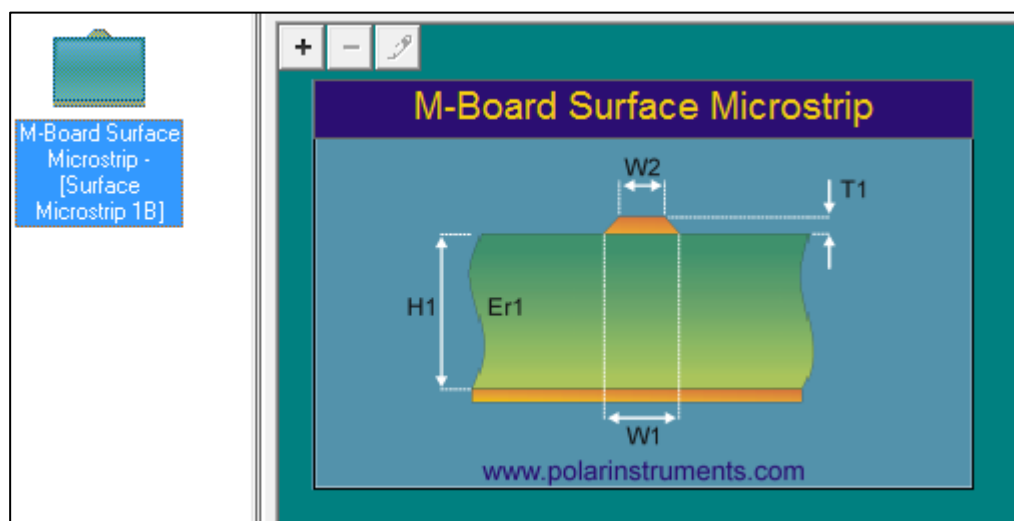 M-Board Surface
Microstrip -
[Surface
Microstrip 1B]
M-Board Surface Microstrip
W2
T1
H1
Er1
W1
www.polarinstruments.com